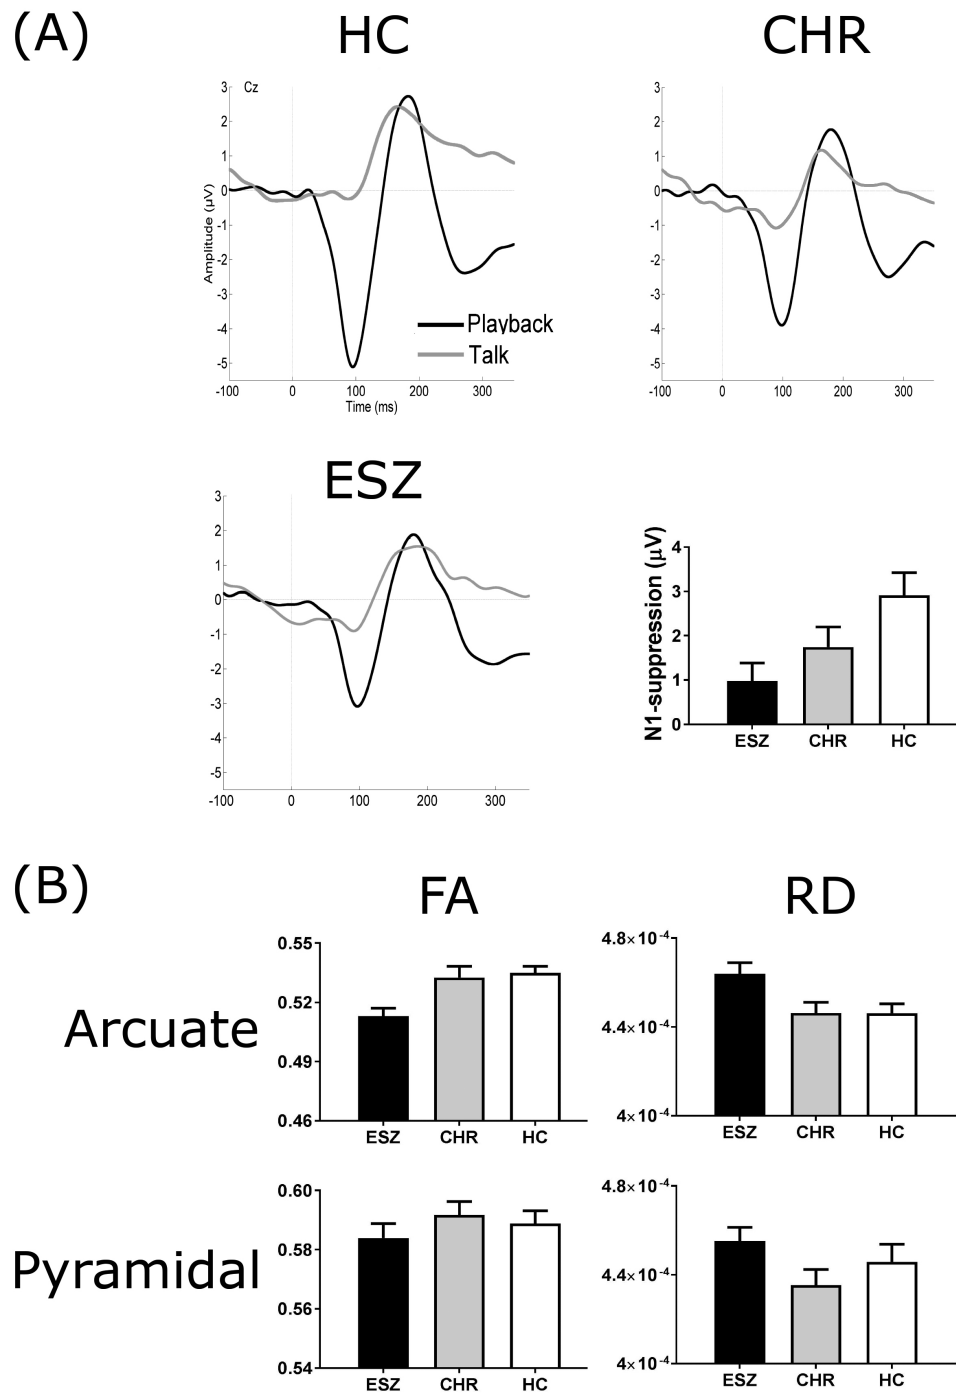 (A)
HC
CHR
Cz
3
2
1
0
-1
-2
-3
-4
-5
Amplitude (µV)
-100 0 100 200 300
Time (ms)
Playback
Talk
3
2
1
0
-1
-2
-3
-4
-5
-100 0 100 200 300
ESZ
3
2
1
0
-1
-2
-3
-4
-5
-100 0 100 200 300
N1-suppression (µV)
4
3
2
1
0
ESZ CHR HC
(B)
FA
RD
Arcuate
0.55
0.52
0.49
0.46
ESZ CHR HC
4.8×10⁻⁴
4.4×10⁻⁴
4×10⁻⁴
ESZ CHR HC
Pyramidal
0.60
0.58
0.56
0.54
ESZ CHR HC
4.8×10⁻⁴
4.4×10⁻⁴
4×10⁻⁴
ESZ CHR HC